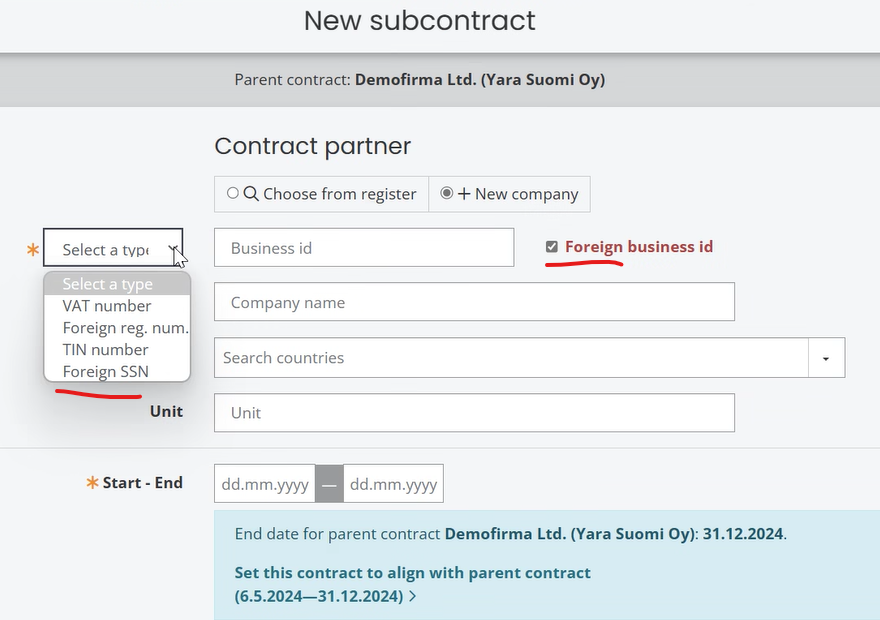 New subcontract
Parent contract: Demofirma Ltd. (Yara Suomi Oy)
Contract partner
Choose from register
New company
Select a type
Business id
Foreign business id
Select a type
VAT number
Foreign reg. num.
TIN number
Foreign SSN
Company name
Search countries
Unit
Unit
Start - End
dd.mm.yyyy — dd.mm.yyyy
End date for parent contract Demofirma Ltd. (Yara Suomi Oy): 31.12.2024.
Set this contract to align with parent contract
(6.5.2024—31.12.2024) >